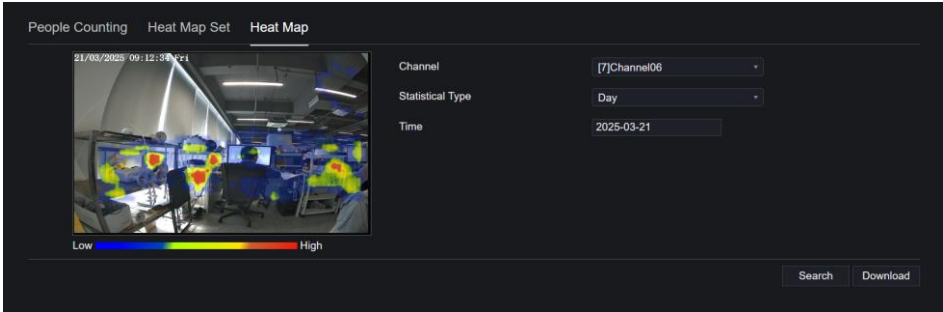 People Counting Heat Map Set Heat Map
21/03/2025 09:12:34 Fri
Channel [7]Channel06
Statistical Type Day
Time 2025-03-21
Low High
Search Download